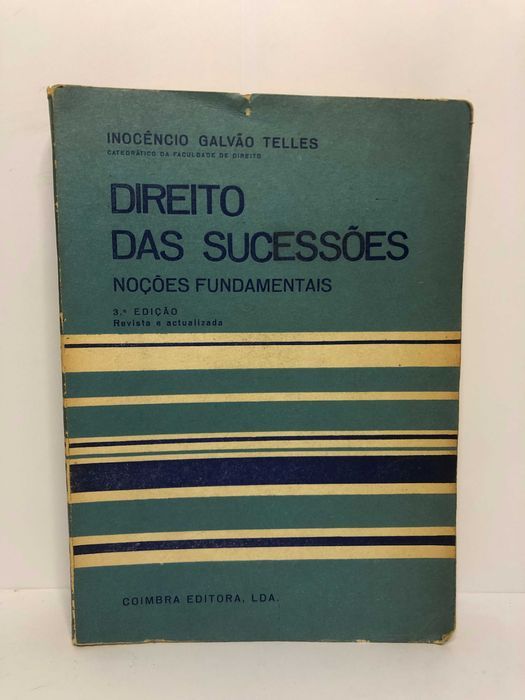 INOCÊNCIO GALVÃO TELLES
CATEDRÁTICO DA FACULDADE DE DIREITO
DIREITO
DAS SUCESSÕES
NOÇÕES FUNDAMENTAIS
3.ª EDIÇÃO
Revista e actualizada
COIMBRA EDITORA, LDA.